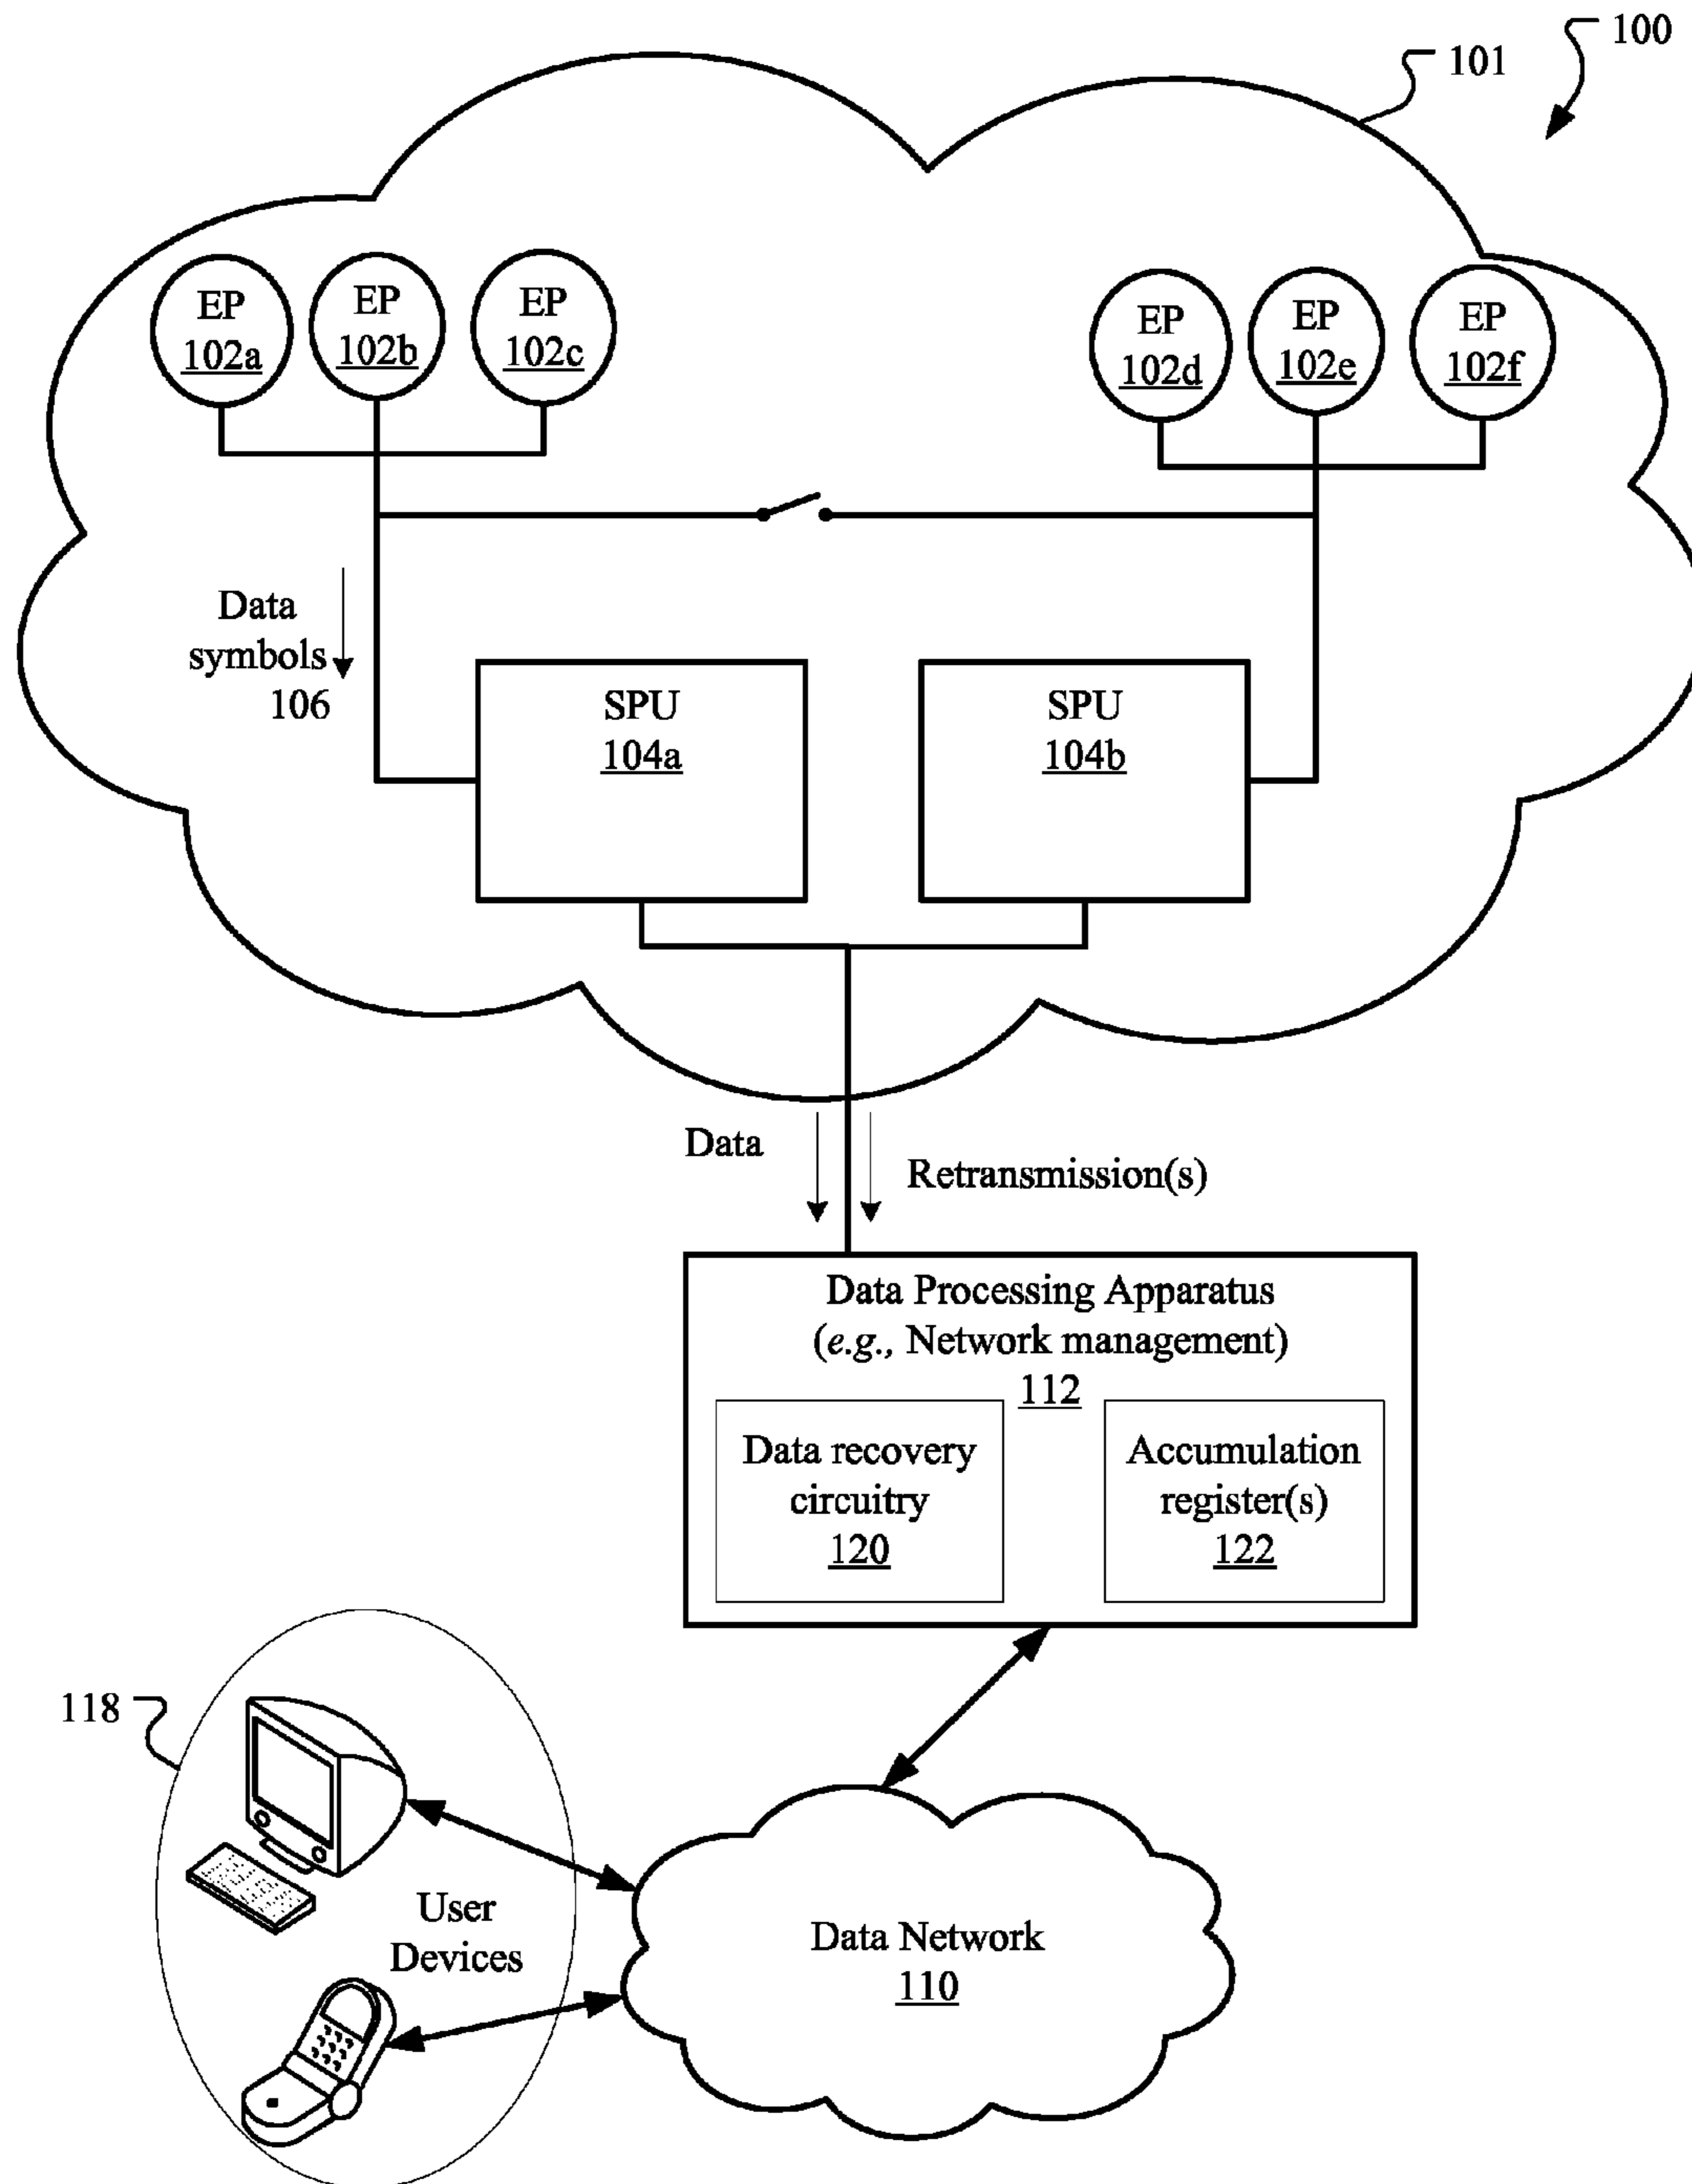 100
101
EP
102a
EP
102b
EP
102c
EP
102d
EP
102e
EP
102f
Data
symbols
106
SPU
104a
SPU
104b
Data
Retransmission(s)
Data Processing Apparatus
(e.g., Network management)
112
Data recovery
circuitry
120
Accumulation
register(s)
122
118
User
Devices
Data Network
110